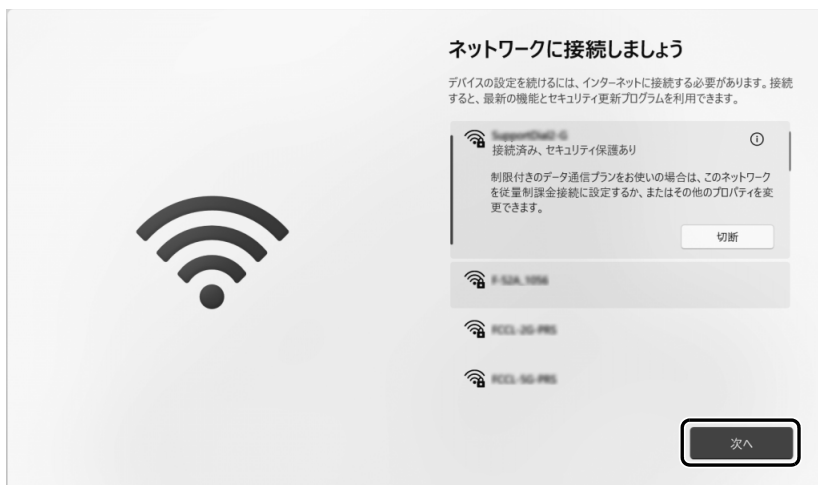 ネットワークに接続しましょう
デバイスの設定を続けるには、インターネットに接続する必要があります。接続
すると、最新の機能とセキュリティ更新プログラムを利用できます。
接続済み、セキュリティ保護あり
制限付きのデータ通信プランをお使いの場合は、このネットワーク
を従量制課金接続に設定するか、またはその他のプロパティを変
更できます。
切断
次へ